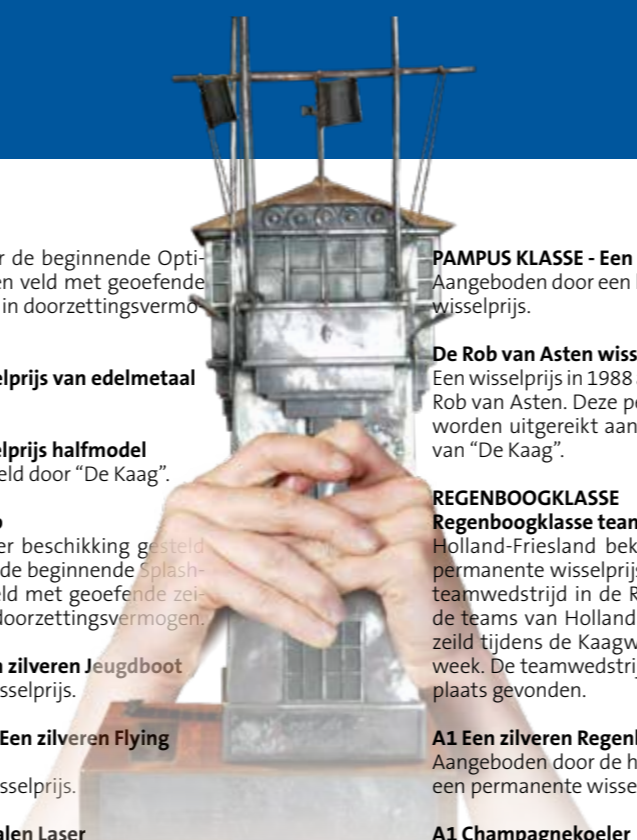 r de beginnende Opti-
en veld met geoefende
in doorzettingsvermo-
elprijs van edelmetaal
elprijs halfmodel
eld door “De Kaag”.
er beschikking gesteld
de beginnende Splash-
eld met geoefende zei-
doorzettingsvermogen.
n zilveren Jeugdboot
sselprijs.
Een zilveren Flying
sselprijs.
alen Laser
PAMPUS KLASSE - Een
Aangeboden door een
wisselprijs.
De Rob van Asten wiss
Een wisselprijs in 1988
Rob van Asten. Deze pe
worden uitgereikt aan
van “De Kaag”.
REGENBOOGKLASSE
Regenboogklasse team
Holland-Friesland bek
permanente wisselprijs
teamwedstrijd in de R
de teams van Holland
zeild tijdens de Kaagw
week. De teamwedstrij
plaats gevonden.
A1 Een zilveren Regenb
Aangeboden door de h
een permanente wisse
A1 Champagnekoeler